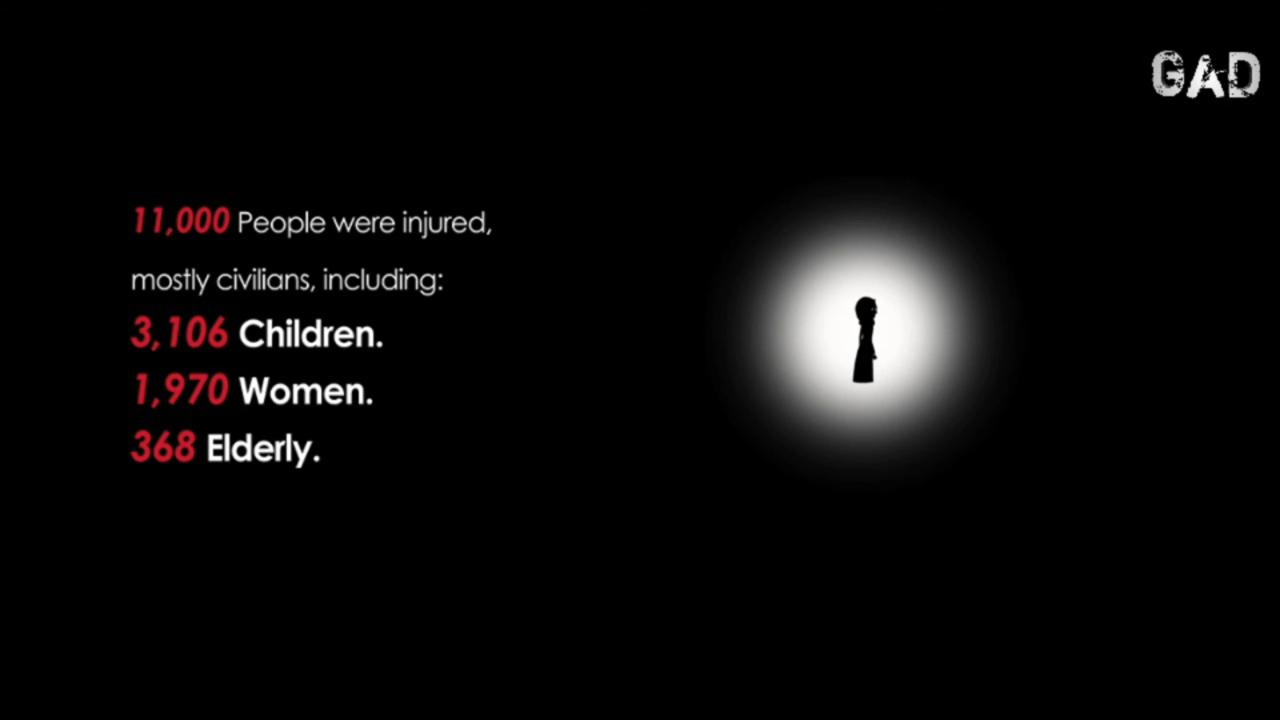 GAD
11,000 People were injured,
mostly civilians, including:
3,106 Children.
1,970 Women.
368 Elderly.